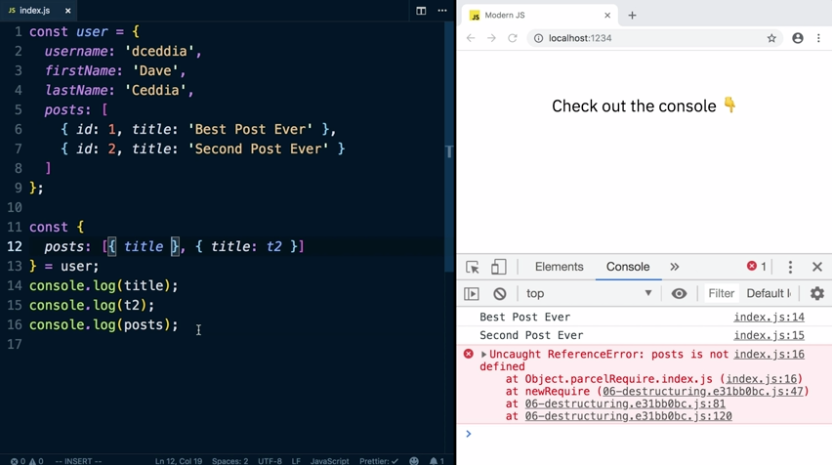 JS index.js ×
1 const user = {
2 username: 'dceddia',
3 firstName: 'Dave',
4 lastName: 'Ceddia',
5 posts: [
6 { id: 1, title: 'Best Post Ever' },
7 { id: 2, title: 'Second Post Ever' }
8 ]
9 };
10
11 const {
12 posts: [{ title }, { title: t2 }]
13 } = user;
14 console.log(title);
15 console.log(t2);
16 console.log(posts);
17
0 0 -- INSERT -- Ln 12, Col 19 Spaces: 2 UTF-8 LF JavaScript Prettier: ✓ 1
JS Modern JS × +
localhost:1234
Check out the console 👇
Elements Console » 1
top Filter Default l
Best Post Ever index.js:14
Second Post Ever index.js:15
Uncaught ReferenceError: posts is not index.js:16
defined
at Object.parcelRequire.index.js (index.js:16)
at newRequire (06-destructuring.e31bb0bc.js:47)
at 06-destructuring.e31bb0bc.js:81
at 06-destructuring.e31bb0bc.js:120
>